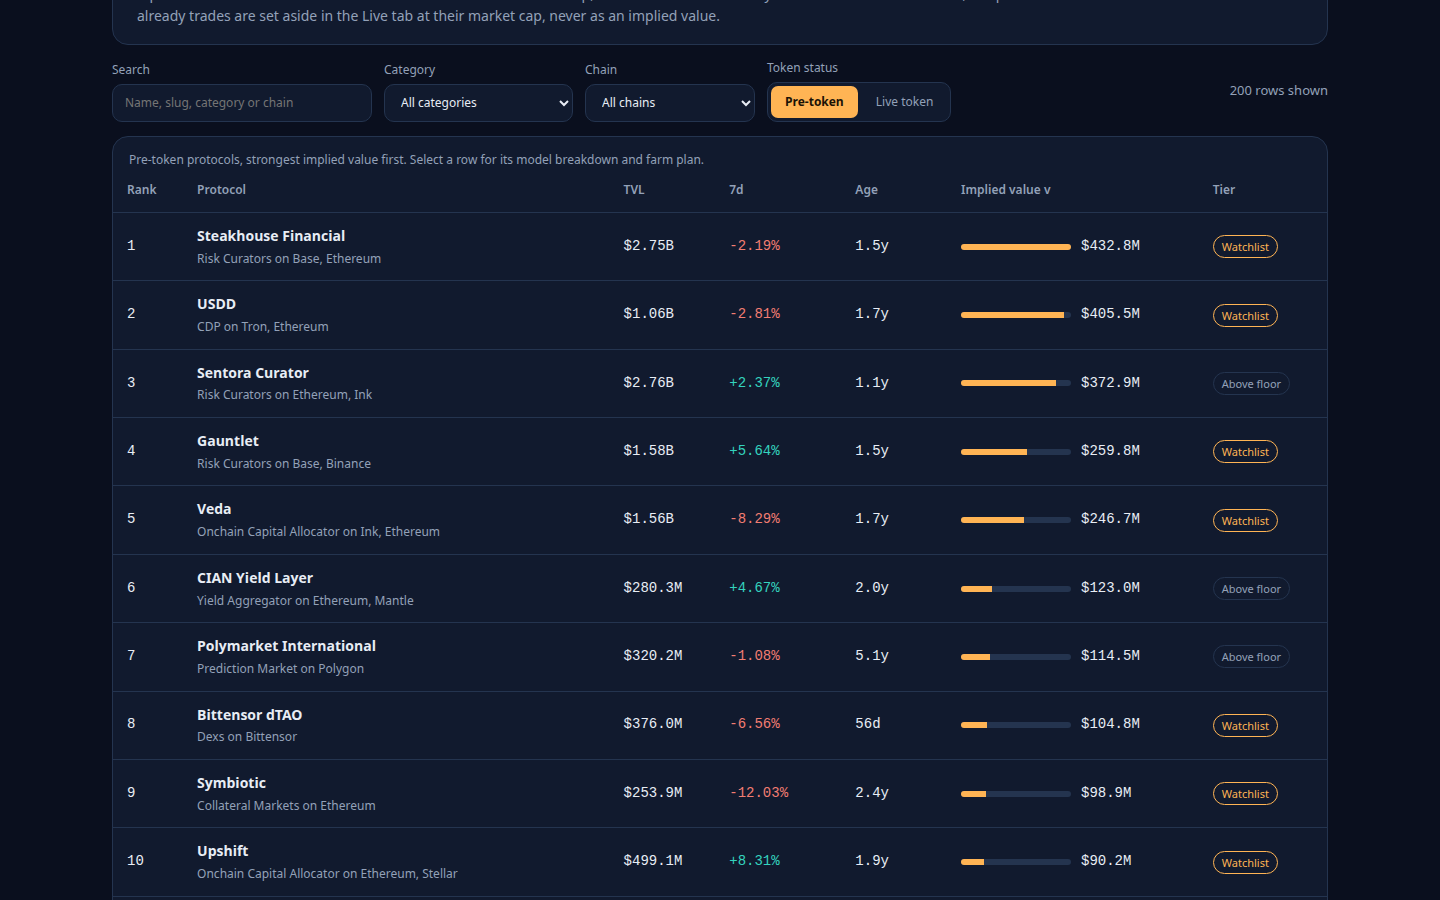 already trades are set aside in the Live tab at their market cap, never as an implied value.
Search
Category
Chain
Token status
Name, slug, category or chain
All categories
All chains
Pre-token
Live token
200 rows shown
Pre-token protocols, strongest implied value first. Select a row for its model breakdown and farm plan.
Rank Protocol TVL 7d Age Implied value v Tier
1 Steakhouse Financial $2.75B -2.19% 1.5y $432.8M Watchlist
Risk Curators on Base, Ethereum
2 USDD $1.06B -2.81% 1.7y $405.5M Watchlist
CDP on Tron, Ethereum
3 Sentora Curator $2.76B +2.37% 1.1y $372.9M Above floor
Risk Curators on Ethereum, Ink
4 Gauntlet $1.58B +5.64% 1.5y $259.8M Watchlist
Risk Curators on Base, Binance
5 Veda $1.56B -8.29% 1.7y $246.7M Watchlist
Onchain Capital Allocator on Ink, Ethereum
6 CIAN Yield Layer $280.3M +4.67% 2.0y $123.0M Above floor
Yield Aggregator on Ethereum, Mantle
7 Polymarket International $320.2M -1.08% 5.1y $114.5M Above floor
Prediction Market on Polygon
8 Bittensor dTAO $376.0M -6.56% 56d $104.8M Watchlist
Dexs on Bittensor
9 Symbiotic $253.9M -12.03% 2.4y $98.9M Watchlist
Collateral Markets on Ethereum
10 Upshift $499.1M +8.31% 1.9y $90.2M Watchlist
Onchain Capital Allocator on Ethereum, Stellar